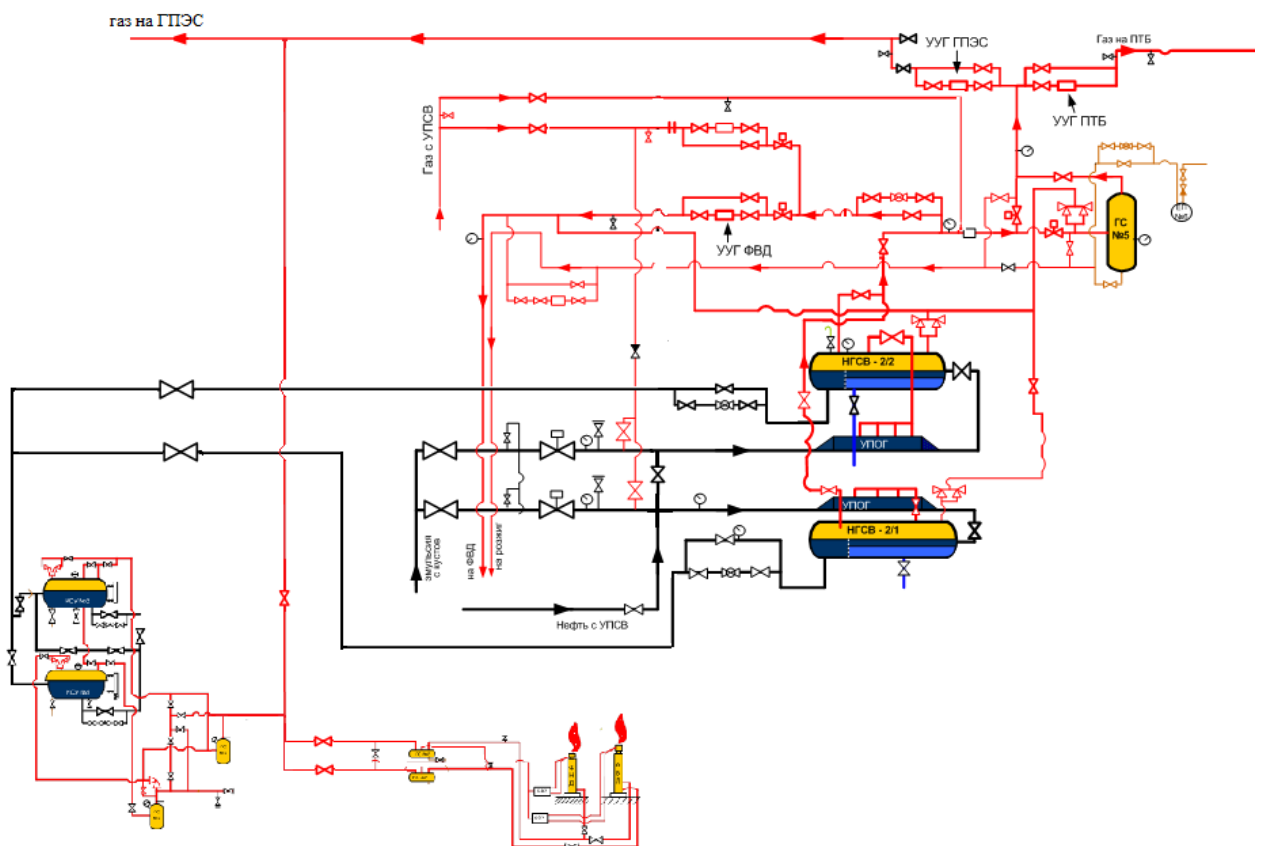 газ на ГПЭС
УУГ ГПЭС
Газ на ПТБ
УУГ ПТБ
Газ с УПСВ
ГС
№5
УУГ ФВД
НГСВ - 2/2
УПОГ
УПОГ
НГСВ - 2/1
эмульсия
с кустов
на ФВД
на розжиг
Нефть с УПСВ